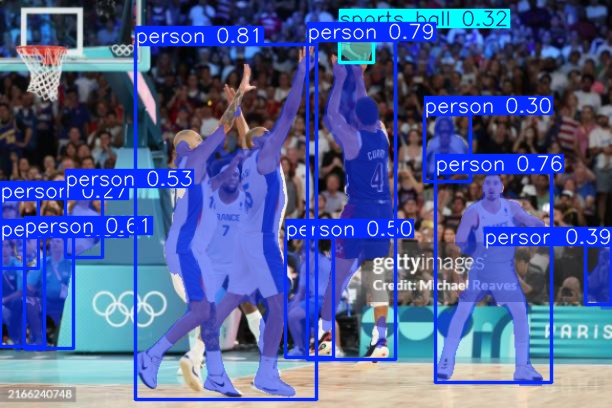 sports ball 0.32
person 0.81
person 0.79
person 0.30
person 0.76
person 0.53
person 0.27
person 0.61
person 0.50
person 0.39
CURRY
4
FRANCE
7
gettyimages
Michael Reaves
PARIS
2166240748